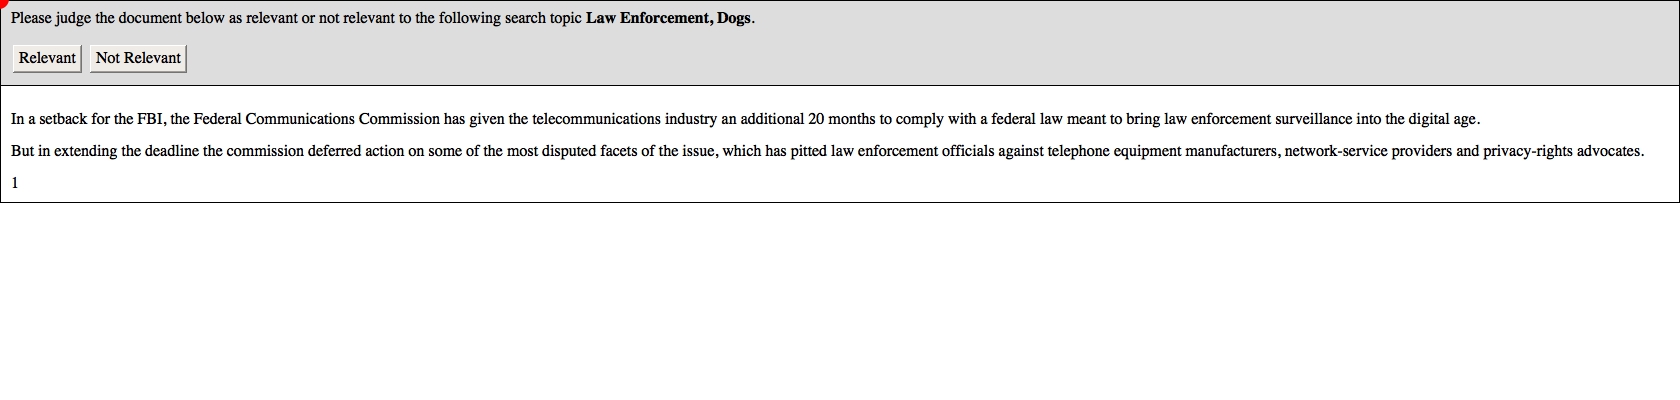 Please judge the document below as relevant or not relevant to the following search topic Law Enforcement, Dogs.
Relevant Not Relevant
In a setback for the FBI, the Federal Communications Commission has given the telecommunications industry an additional 20 months to comply with a federal law meant to bring law enforcement surveillance into the digital age.
But in extending the deadline the commission deferred action on some of the most disputed facets of the issue, which has pitted law enforcement officials against telephone equipment manufacturers, network-service providers and privacy-rights advocates.
1